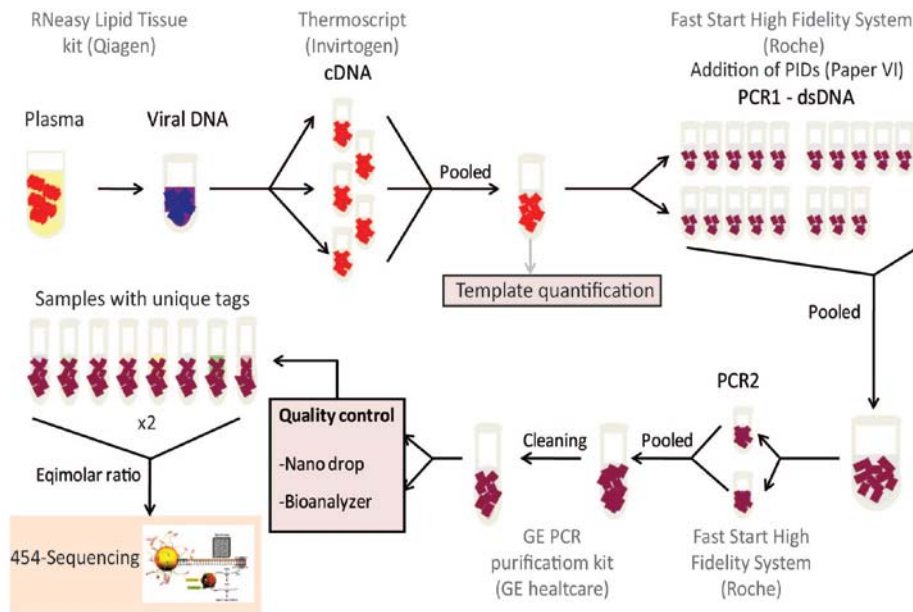 RNeasy Lipid Tissue
kit (Qiagen)
Thermoscript
(Invirtogen)
cDNA
Fast Start High Fidelity System
(Roche)
Addition of PIDs (Paper VI)
PCR1 - dsDNA
Plasma
Viral DNA
Pooled
Template quantification
Pooled
Samples with unique tags
x2
Eqimolar ratio
454-Sequencing
Quality control
-Nano drop
-Bioanalyzer
Cleaning
Pooled
PCR2
GE PCR
purificatiom kit
(GE healtcare)
Fast Start High
Fidelity System
(Roche)